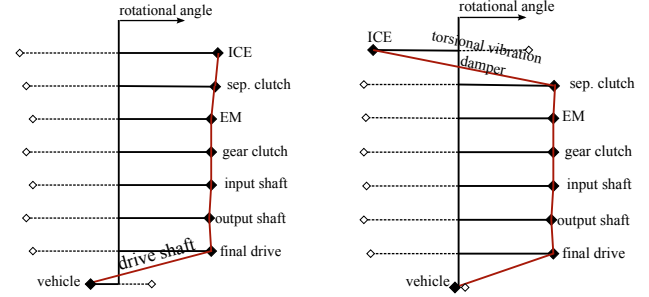 rotational angle
ICE
sep. clutch
EM
gear clutch
input shaft
output shaft
final drive
drive shaft
vehicle
rotational angle
ICE
torsional vibration
damper
sep. clutch
EM
gear clutch
input shaft
output shaft
final drive
vehicle